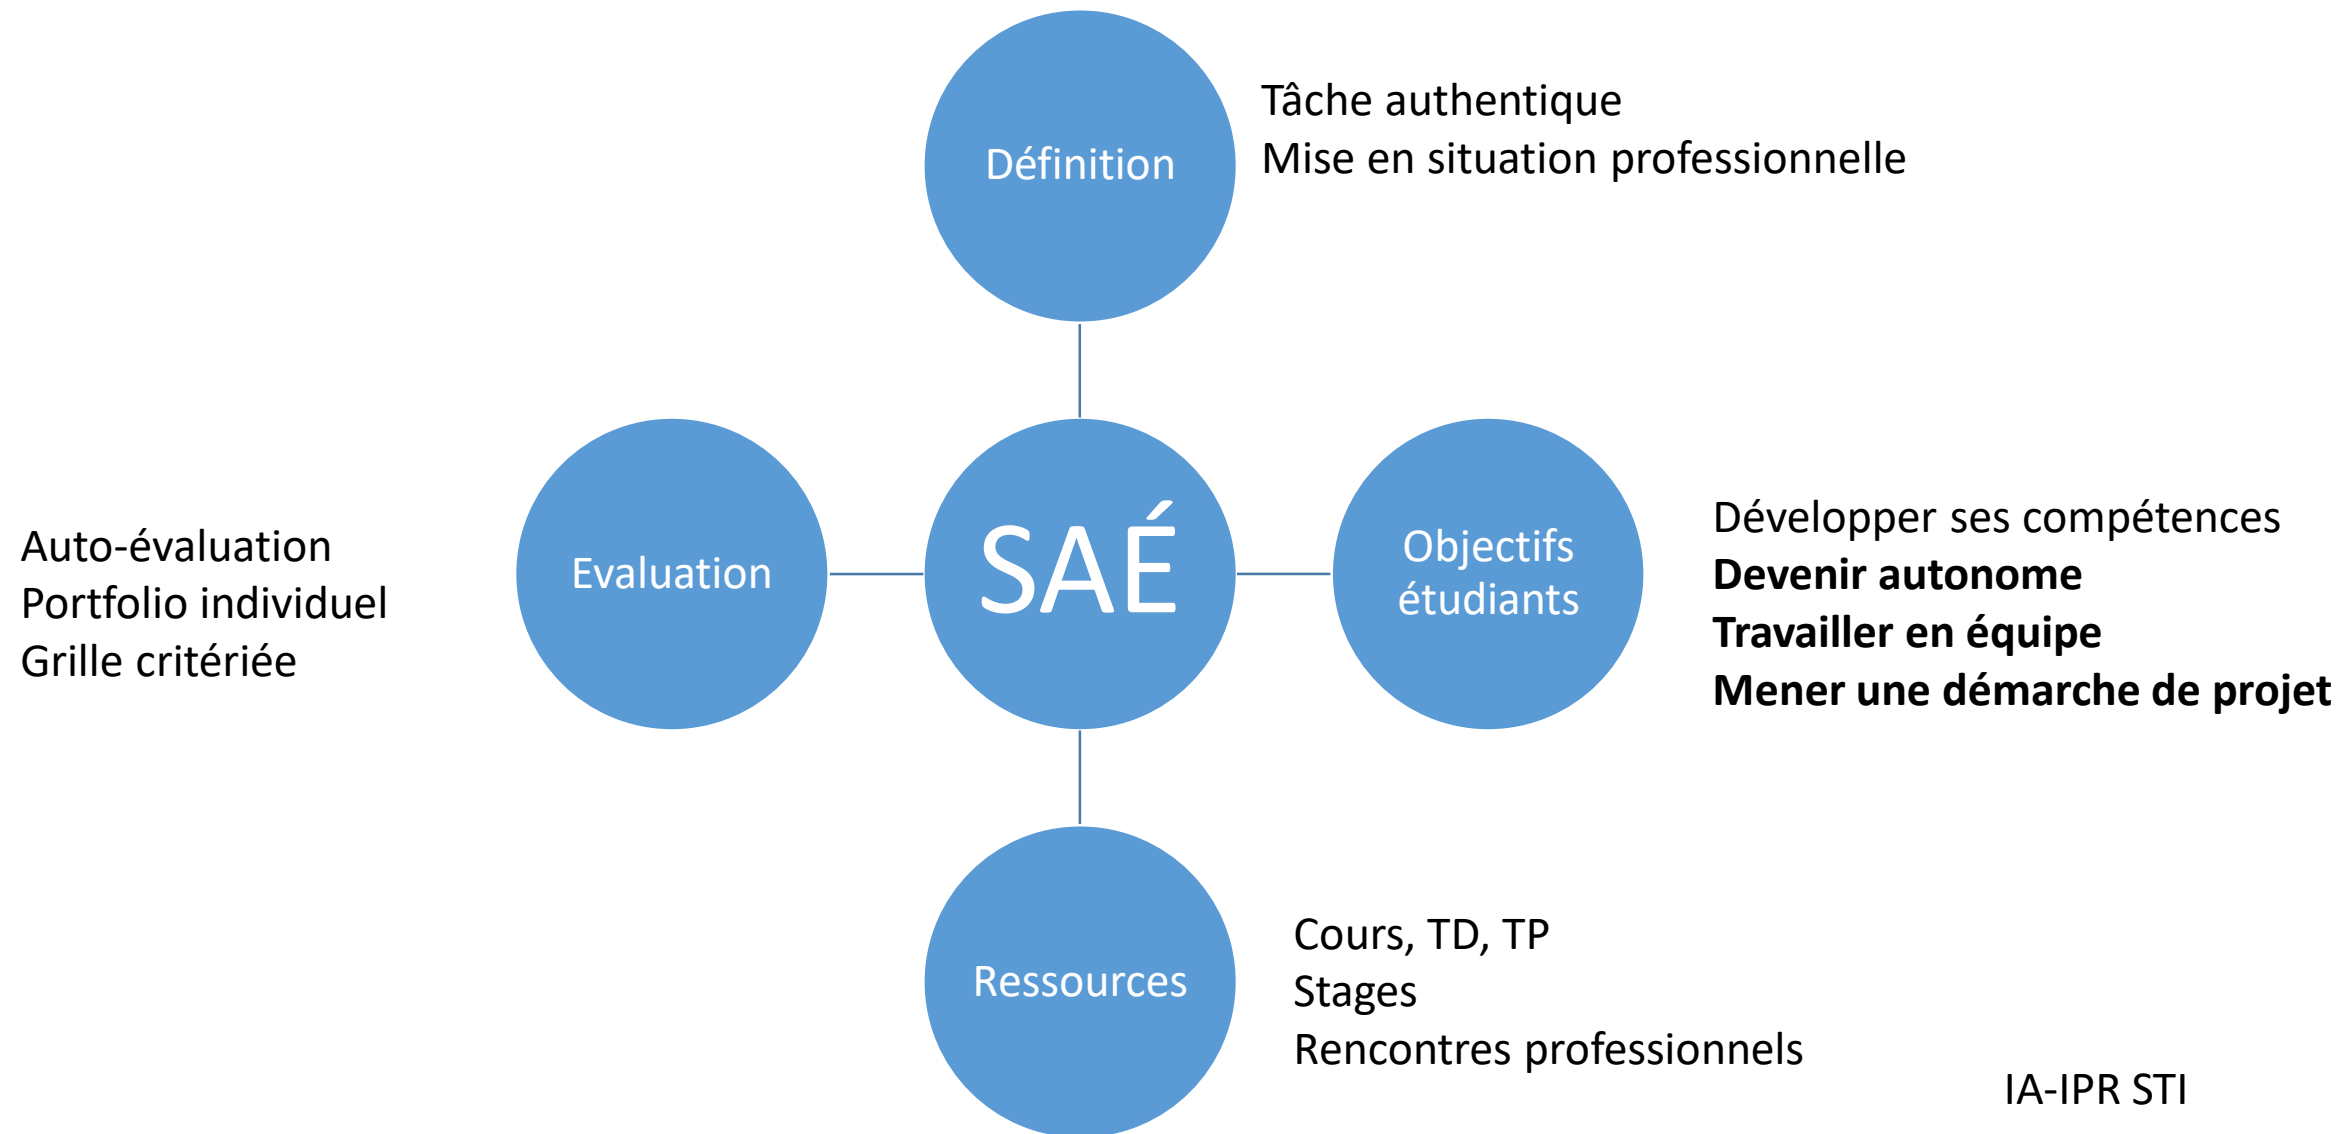 Définition
Tâche authentique
Mise en situation professionnelle
Auto-évaluation
Portfolio individuel
Grille critériée
Evaluation
SAÉ
Objectifs
étudiants
Développer ses compétences
Devenir autonome
Travailler en équipe
Mener une démarche de projet
Ressources
Cours, TD, TP
Stages
Rencontres professionnels
IA-IPR STI